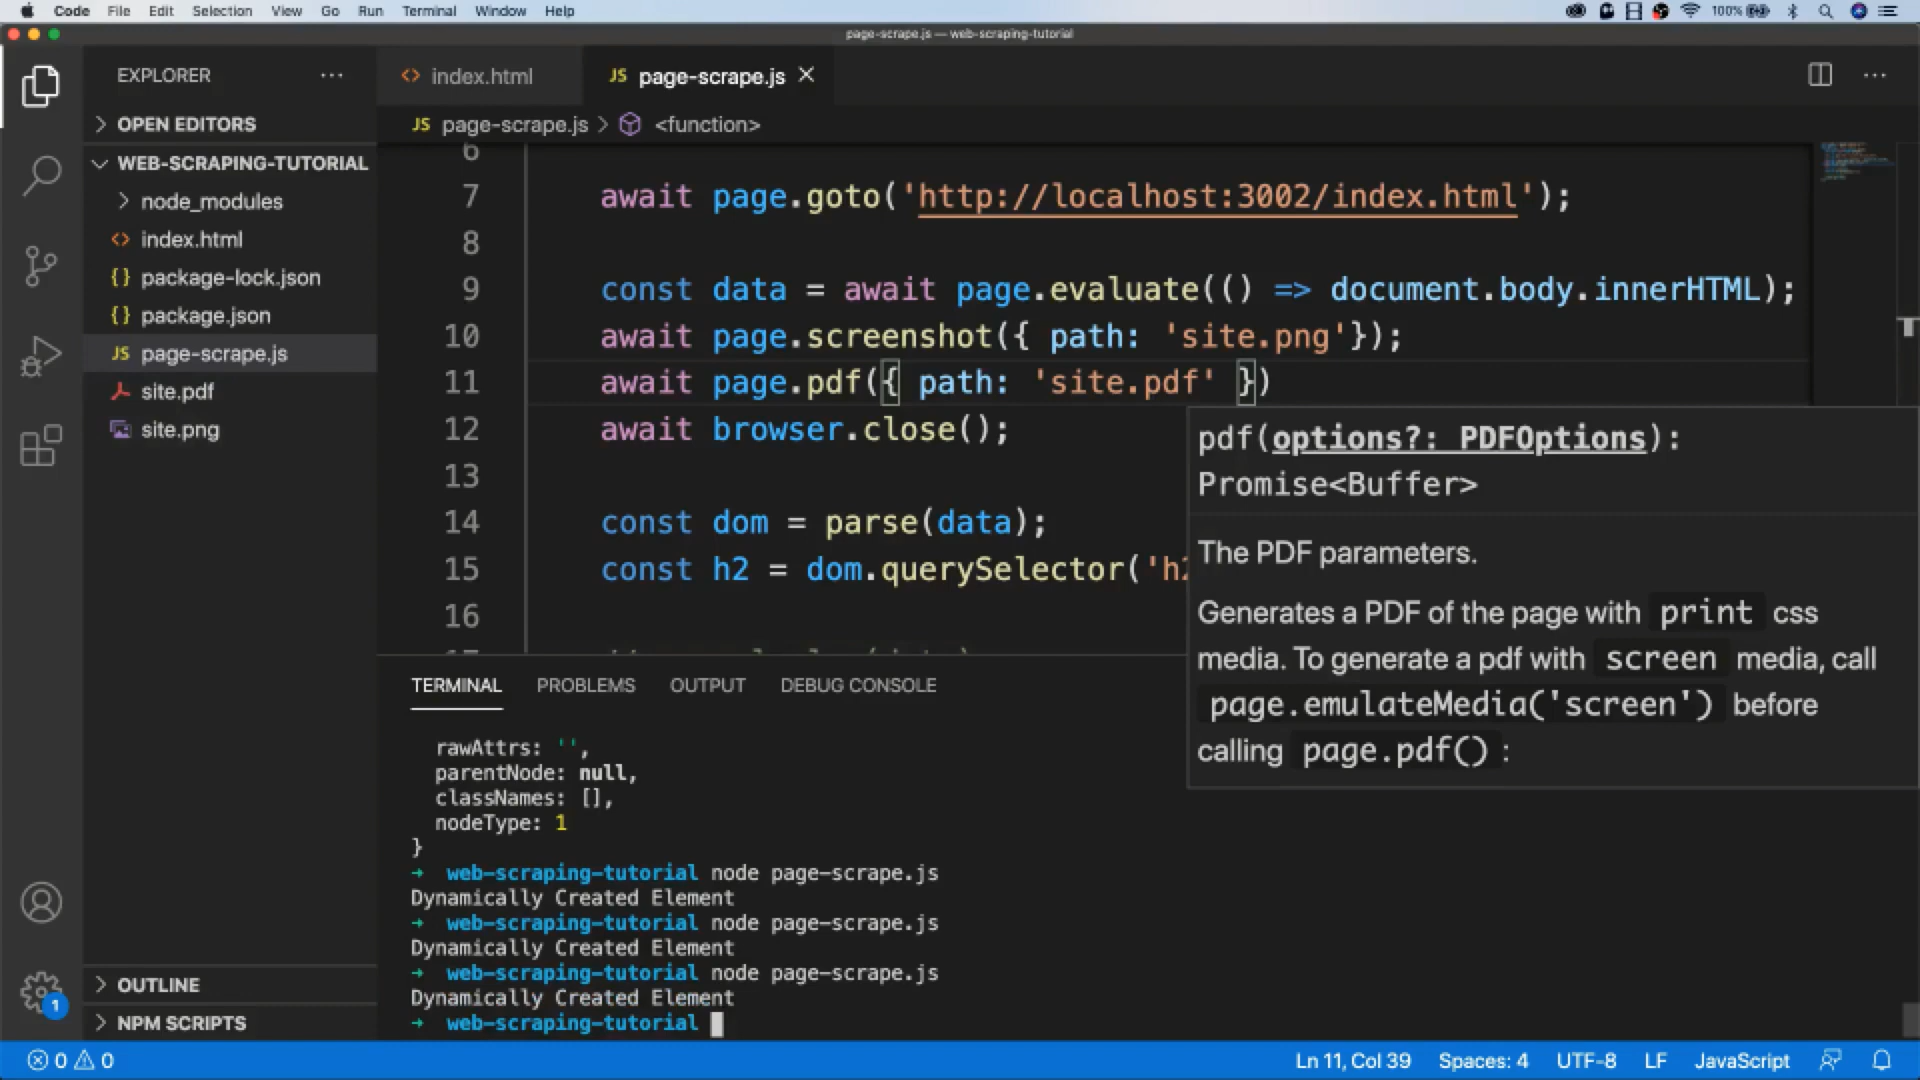 Code File Edit Selection View Go Run Terminal Window Help
100%
page-scrape.js — web-scraping-tutorial
EXPLORER
index.html
JS page-scrape.js
OPEN EDITORS
JS page-scrape.js > <function>
WEB-SCRAPING-TUTORIAL
node_modules
<> index.html
{} package-lock.json
{} package.json
JS page-scrape.js
site.pdf
site.png
6
7 await page.goto('http://localhost:3002/index.html');
8
9 const data = await page.evaluate(() => document.body.innerHTML);
10 await page.screenshot({ path: 'site.png'});
11 await page.pdf({ path: 'site.pdf' })
12 await browser.close();
13
14 const dom = parse(data);
15 const h2 = dom.querySelector('h2
16
pdf(options?: PDFOptions):
Promise<Buffer>
The PDF parameters.
Generates a PDF of the page with print css
media. To generate a pdf with screen media, call
page.emulateMedia('screen') before
calling page.pdf() :
TERMINAL PROBLEMS OUTPUT DEBUG CONSOLE
rawAttrs: '',
parentNode: null,
classNames: [],
nodeType: 1
}
→ web-scraping-tutorial node page-scrape.js
Dynamically Created Element
→ web-scraping-tutorial node page-scrape.js
Dynamically Created Element
→ web-scraping-tutorial node page-scrape.js
Dynamically Created Element
→ web-scraping-tutorial
OUTLINE
NPM SCRIPTS
1
0 0
Ln 11, Col 39 Spaces: 4 UTF-8 LF JavaScript